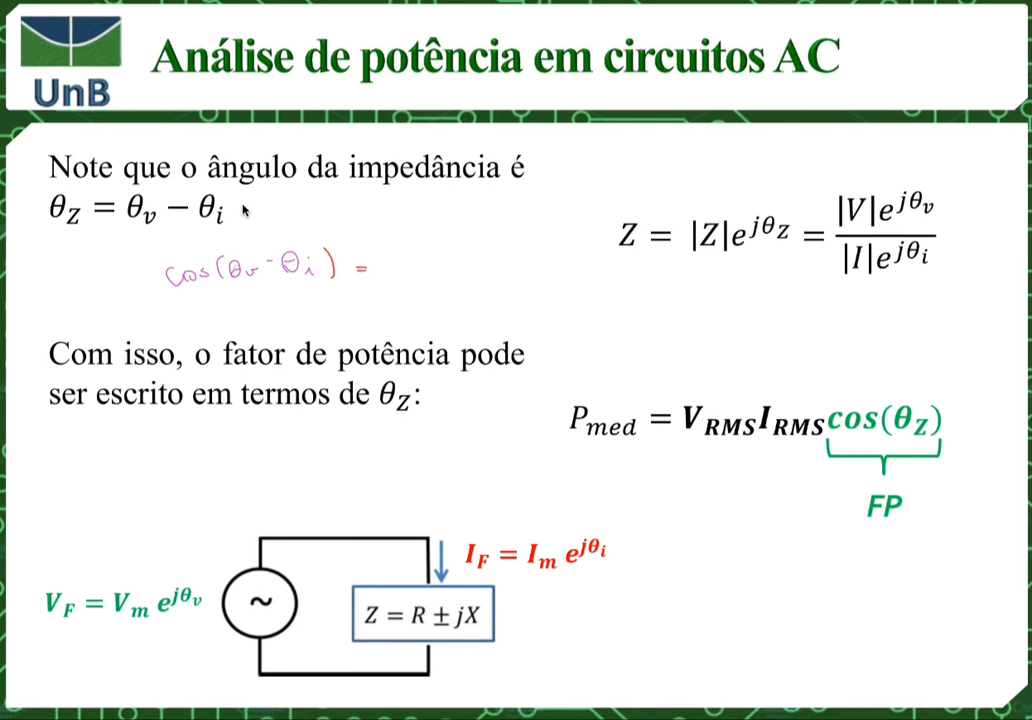 UnB
Análise de potência em circuitos AC
Note que o ângulo da impedância é
θ_Z = θ_v − θ_i
Z = |Z|e^{jθ_Z} = |V|e^{jθ_v} / |I|e^{jθ_i}
cos(θv - θi) =
Com isso, o fator de potência pode
ser escrito em termos de θ_Z:
P_med = V_RMS I_RMS cos(θ_Z)
FP
I_F = I_m e^{jθ_i}
V_F = V_m e^{jθ_v}
~
Z = R ± jX